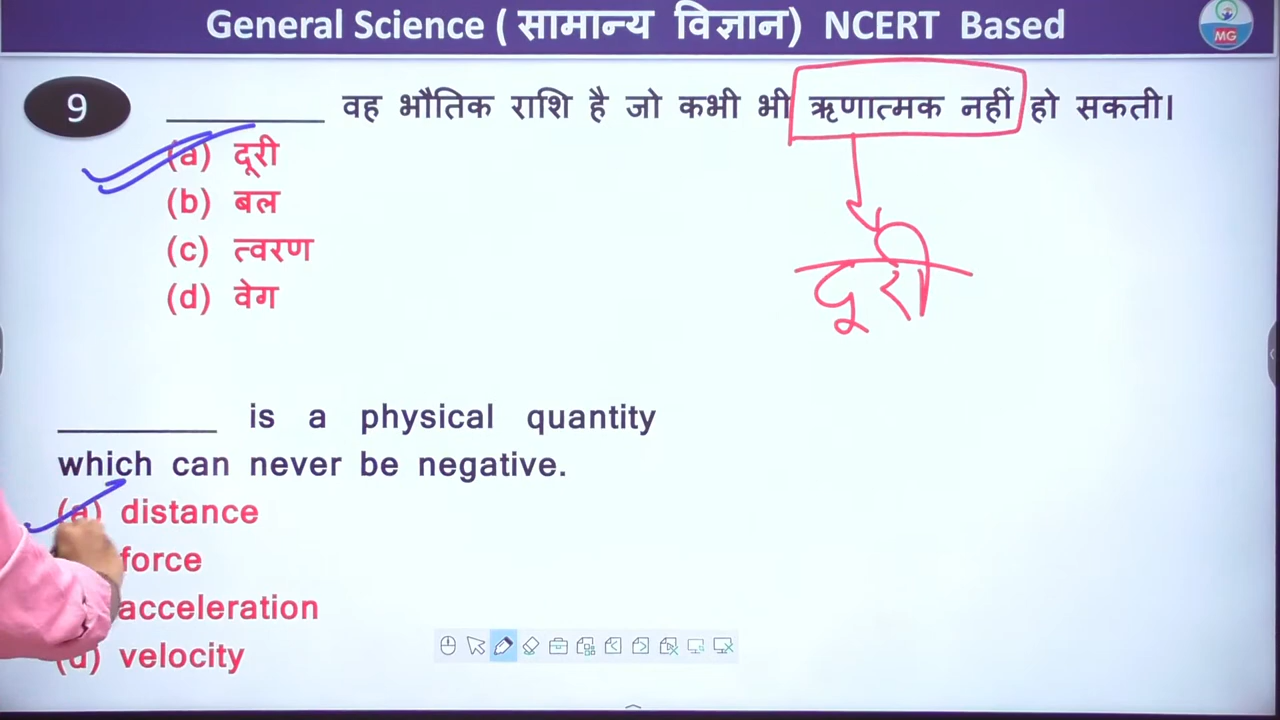 General Science ( सामान्य विज्ञान) NCERT Based
MG
9
__________ वह भौतिक राशि है जो कभी भी ऋणात्मक नहीं हो सकती।
(a) दूरी
(b) बल
(c) त्वरण
(d) वेग
दूरी
__________ is a physical quantity
which can never be negative.
(a) distance
force
acceleration
(d) velocity